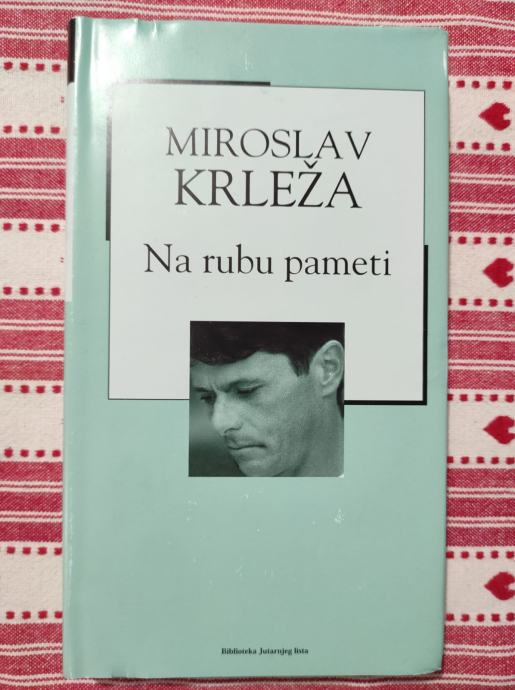 MIROSLAV
KRLEŽA
Na rubu pameti
Biblioteka Jutarnjeg lista